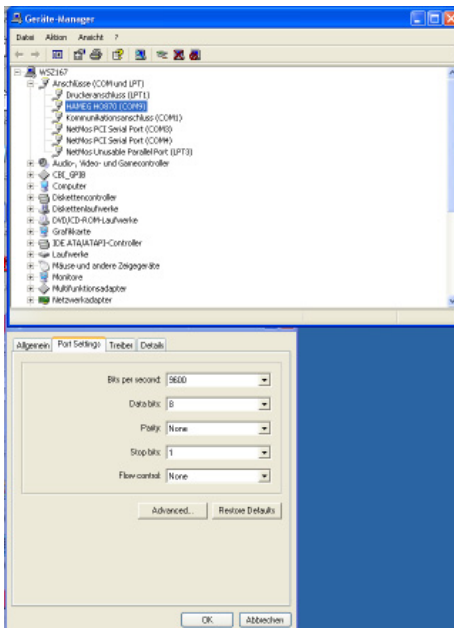 Geräte-Manager
Datei Aktion Ansicht ?
WS2167
Anschlüsse (COM und LPT)
Druckeranschluss (LPT1)
HAMEG HO870 (COM9)
Kommunikationsanschluss (COM1)
NetMos PCI Serial Port (COM3)
NetMos PCI Serial Port (COM4)
NetMos Unusable Parallel Port (LPT3)
Audio-, Video- und Gamecontroller
CBI_GPIB
Computer
Diskettencontroller
Diskettenlaufwerke
DVD/CD-ROM-Laufwerke
Grafikkarte
IDE ATA/ATAPI-Controller
Laufwerke
Mäuse und andere Zeigegeräte
Monitore
Multifunktionsadapter
Netzwerkadapter
Allgemein Port Settings Treiber Details
Bits per second: 9600
Data bits: 8
Parity: None
Stop bits: 1
Flow control: None
Advanced... Restore Defaults
OK Abbrechen